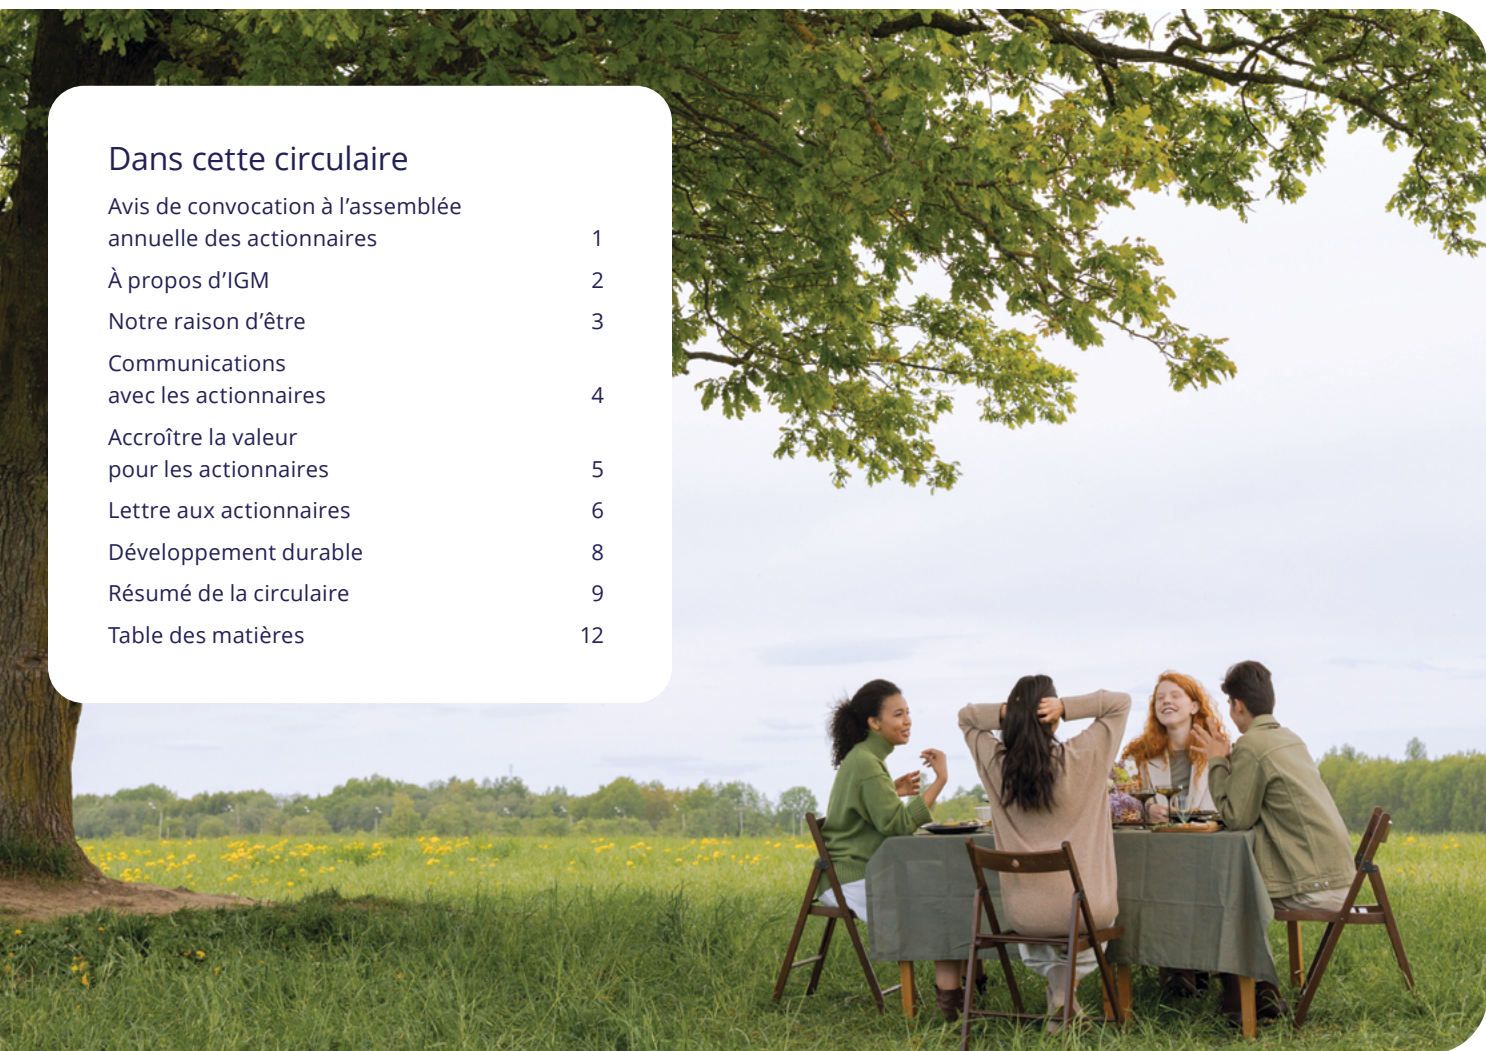 Dans cette circulaire
Avis de convocation à l’assemblée
annuelle des actionnaires 1
À propos d’IGM 2
Notre raison d’être 3
Communications
avec les actionnaires 4
Accroître la valeur
pour les actionnaires 5
Lettre aux actionnaires 6
Développement durable 8
Résumé de la circulaire 9
Table des matières 12